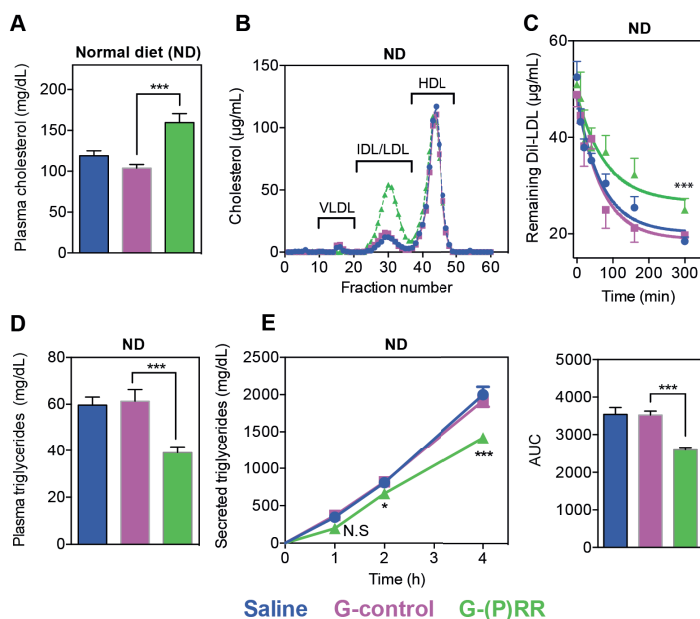 A
Normal diet (ND)
Plasma cholesterol (mg/dL)
200
150
100
50
0
***
B
ND
Cholesterol (µg/mL)
150
100
50
0
HDL
IDL/LDL
VLDL
0 10 20 30 40 50 60
Fraction number
C
ND
Remaining DiI-LDL (µg/mL)
60
40
20
***
0 100 200 300
Time (min)
D
ND
Plasma triglycerides (mg/dL)
80
60
40
20
0
***
E
ND
Secreted triglycerides (mg/dL)
2500
2000
1500
1000
500
0
N.S
*
***
0 1 2 3 4
Time (h)
AUC
5000
4000
3000
2000
1000
0
***
Saline G-control G-(P)RR